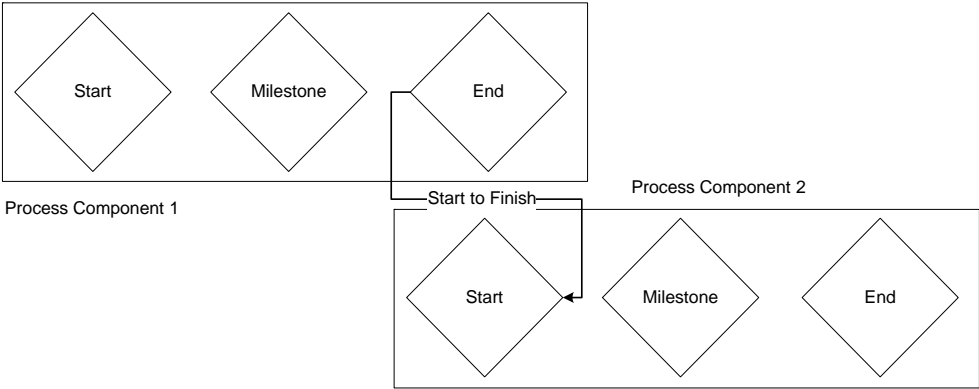 Start
Milestone
End
Process Component 1
Start to Finish
Process Component 2
Start
Milestone
End